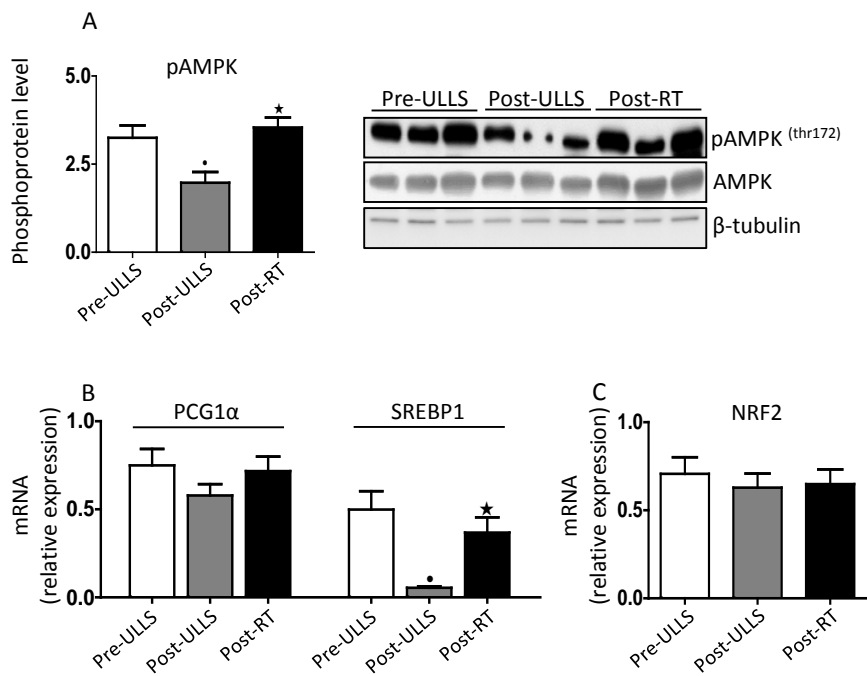 A
pAMPK
Phosphoprotein level
5.0
2.5
0.0
Pre-ULLS
Post-ULLS
Post-RT
Pre-ULLS Post-ULLS Post-RT
pAMPK (thr172)
AMPK
β-tubulin
B
PCG1α SREBP1
mRNA
(relative expression)
1.0
0.5
0.0
Pre-ULLS
Post-ULLS
Post-RT
Pre-ULLS
Post-ULLS
Post-RT
C
NRF2
mRNA
(relative expression)
1.0
0.5
0.0
Pre-ULLS
Post-ULLS
Post-RT